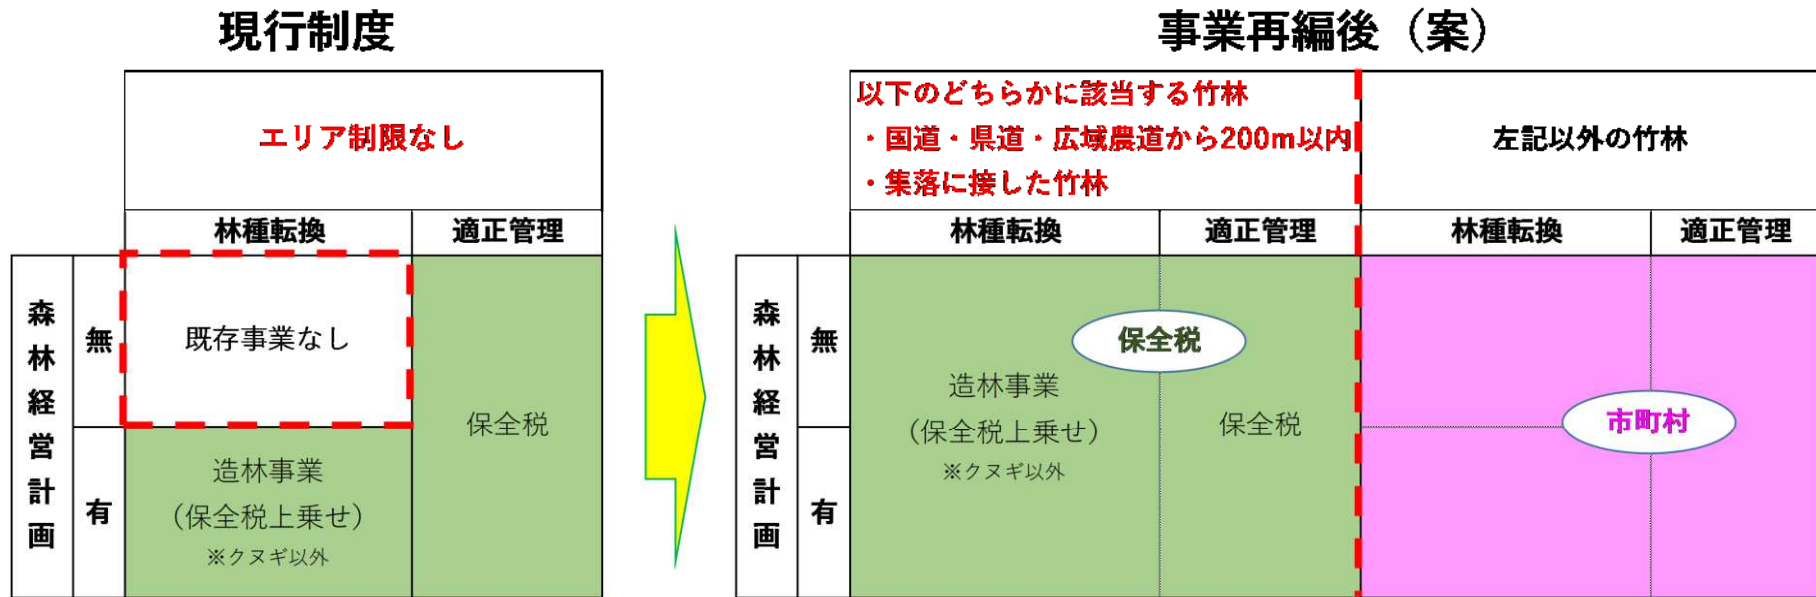 現行制度
エリア制限なし
林種転換
適正管理
森林経営計画
無
有
既存事業なし
保全税
造林事業
(保全税上乗せ)
※クヌギ以外
事業再編後（案）
以下のどちらかに該当する竹林
・国道・県道・広域農道から200m以内
・集落に接した竹林
左記以外の竹林
林種転換
適正管理
林種転換
適正管理
森林経営計画
無
有
保全税
造林事業
(保全税上乗せ)
※クヌギ以外
保全税
市町村